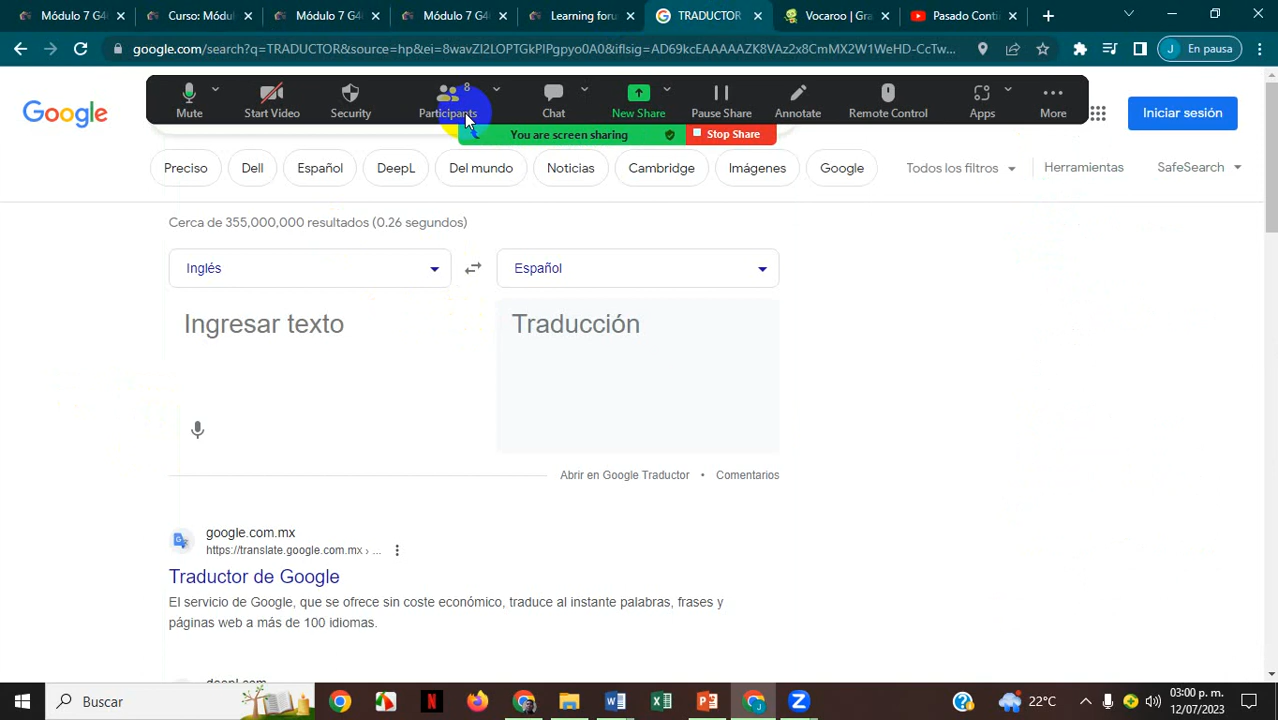 Módulo 7 G4
Curso: Módu
Módulo 7 G4
Módulo 7 G4
Learning foru
TRADUCTOR
Vocaroo | Gra
Pasado Conti
google.com/search?q=TRADUCTOR&source=hp&ei=8wavZI2LOPTGkPIPgpyo0A0&iflsig=AD69kcEAAAAAZK8VAz2x8CmMX2W1WeHD-CcTw...
En pausa
Google
Mute
Start Video
Security
Participants
8
Chat
New Share
Pause Share
Annotate
Remote Control
Apps
More
Iniciar sesión
You are screen sharing
Stop Share
Preciso
Dell
Español
DeepL
Del mundo
Noticias
Cambridge
Imágenes
Google
Todos los filtros
Herramientas
SafeSearch
Cerca de 355,000,000 resultados (0.26 segundos)
Inglés
Español
Ingresar texto
Traducción
Abrir en Google Traductor • Comentarios
google.com.mx
https://translate.google.com.mx › ...
Traductor de Google
El servicio de Google, que se ofrece sin coste económico, traduce al instante palabras, frases y
páginas web a más de 100 idiomas.
deepl.com
Buscar
22°C
03:00 p. m.
12/07/2023